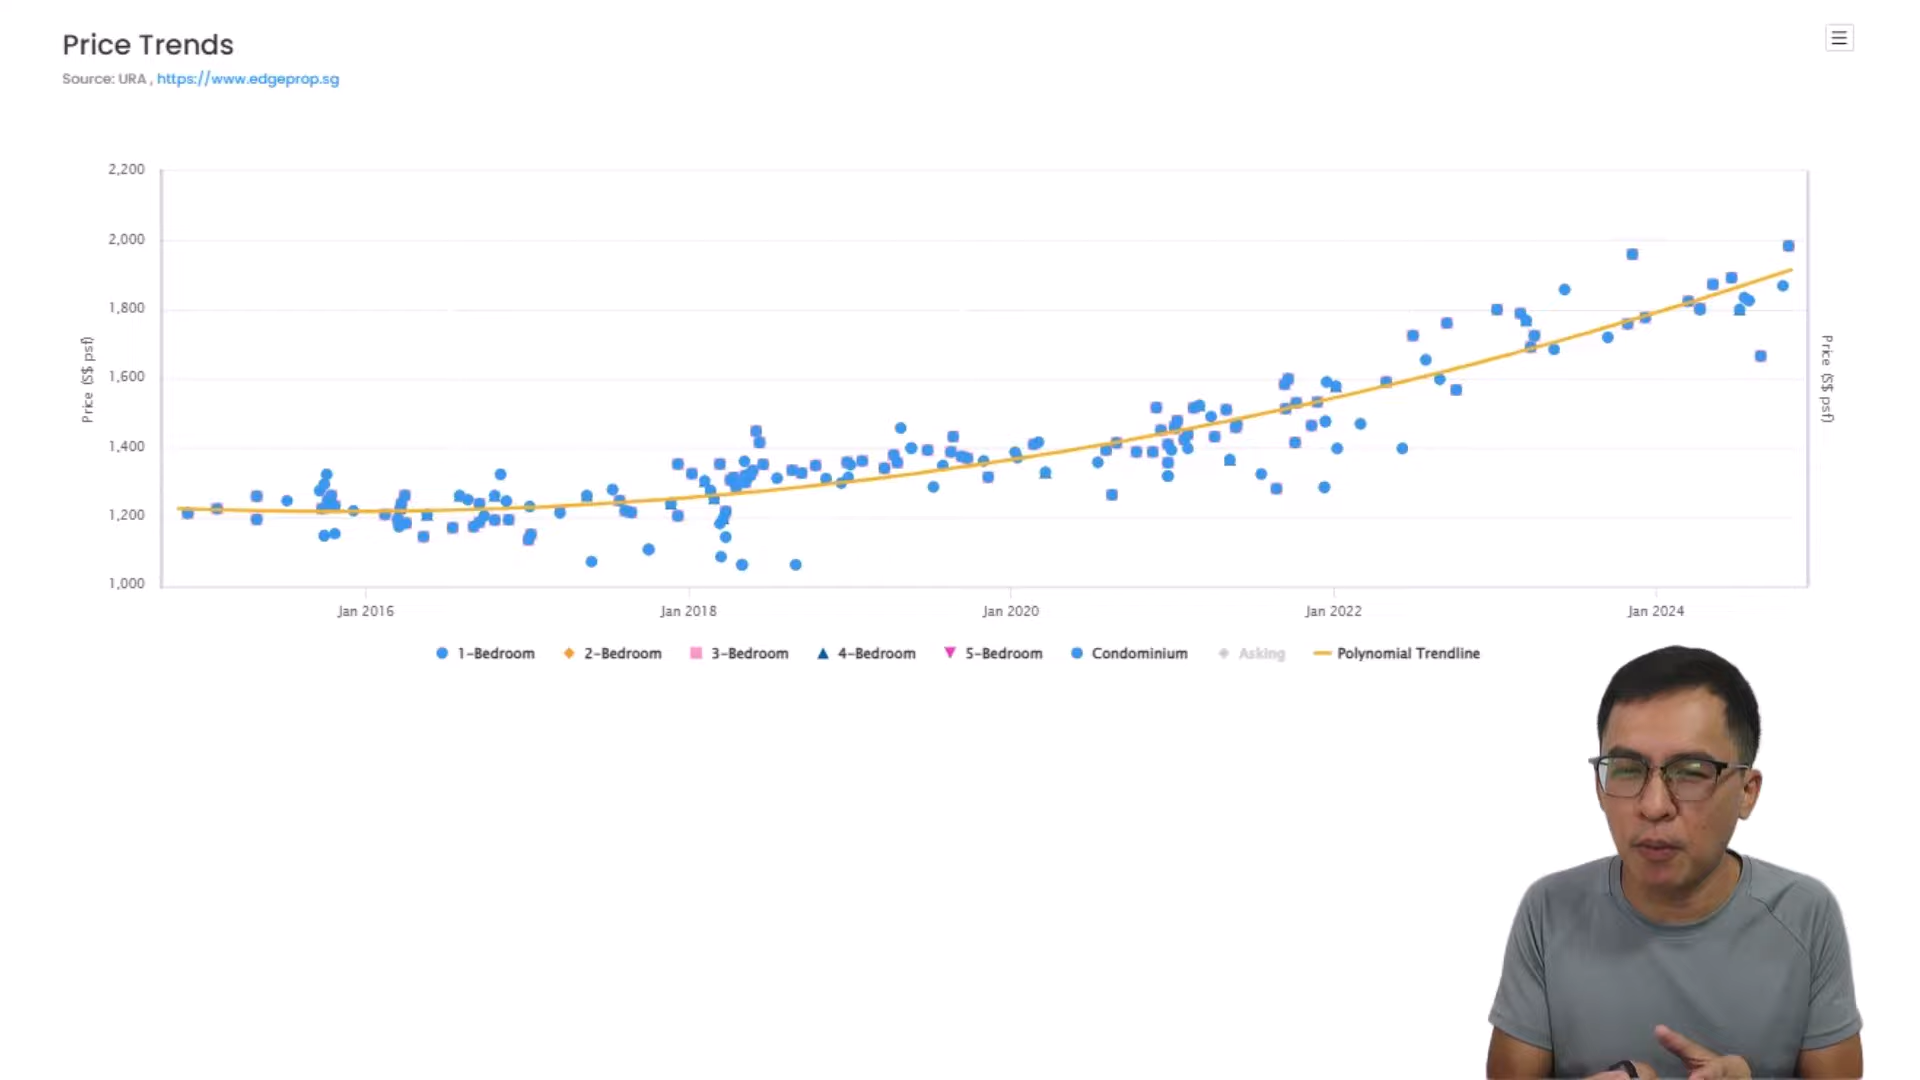 Price Trends
Source: URA , https://www.edgeprop.sg
2,200
2,000
1,800
1,600
1,400
1,200
1,000
Price (S$ psf)
Price (S$ psf)
Jan 2016
Jan 2018
Jan 2020
Jan 2022
Jan 2024
1-Bedroom
2-Bedroom
3-Bedroom
4-Bedroom
5-Bedroom
Condominium
Asking
Polynomial Trendline